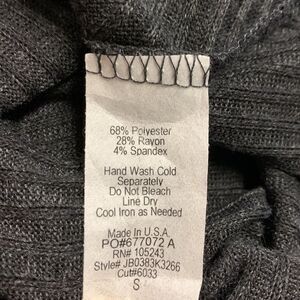 68% Polyester
28% Rayon
4% Spandex
Hand Wash Cold
Separately
Do Not Bleach
Line Dry
Cool Iron as Needed
Made In U.S.A.
PO#677072 A
RN# 105243
Style# JB0383K3266
Cut#6033
S